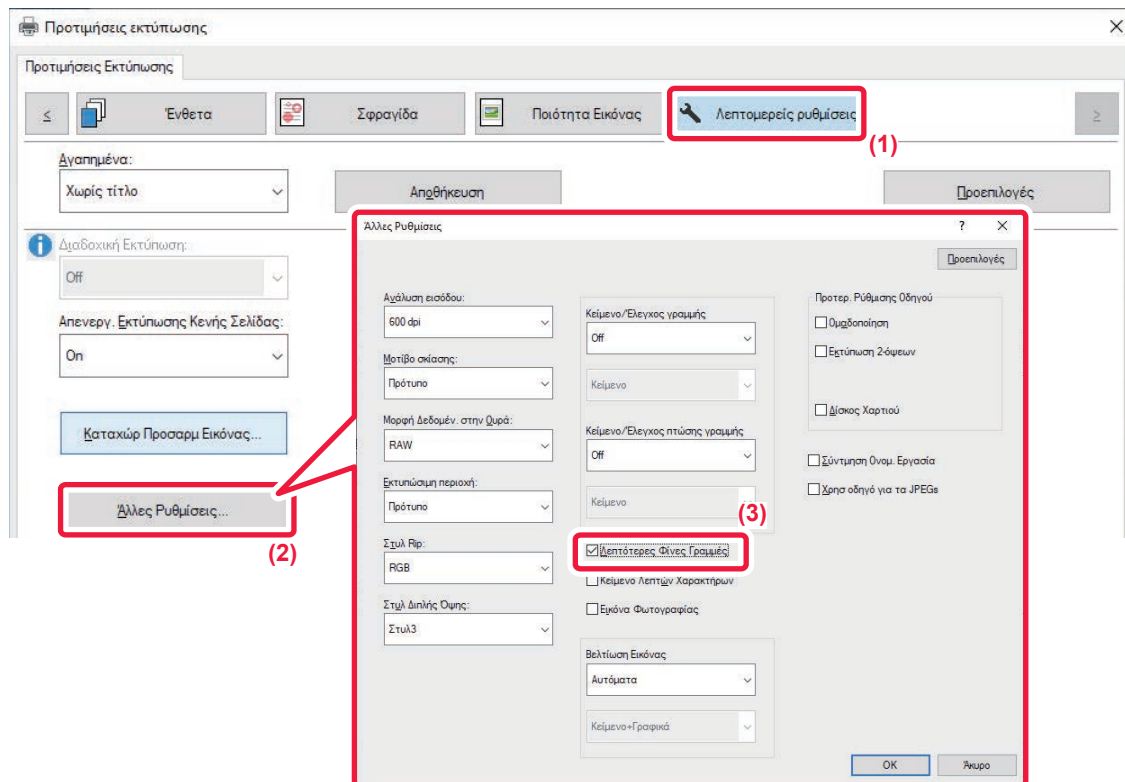 Προτιμήσεις εκτύπωσης
Προτιμήσεις Εκτύπωσης
<
Ένθετα
Σφραγίδα
Ποιότητα Εικόνας
Λεπτομερείς ρυθμίσεις
>
(1)
Αγαπημένα:
Χωρίς τίτλο
Αποθήκευση
Προεπιλογές
Διαδοχική Εκτύπωση:
Off
Απενεργ. Εκτύπωσης Κενής Σελίδας:
On
Καταχώρ Προσαρμ Εικόνας...
Άλλες Ρυθμίσεις...
(2)
Άλλες Ρυθμίσεις
?
Προεπιλογές
Ανάλυση εισόδου:
600 dpi
Μοτίβο σκίασης:
Πρότυπο
Μορφή Δεδομέν. στην Ουρά:
RAW
Εκτυπώσιμη περιοχή:
Πρότυπο
Στυλ Rip:
RGB
Στυλ Διπλής Όψης:
Στυλ3
Κείμενο/Έλεγχος γραμμής
Off
Κείμενο
Κείμενο/Έλεγχος πτώσης γραμμής
Off
Κείμενο
(3)
Λεπτότερες Φίνες Γραμμές
Κείμενο Λεπτών Χαρακτήρων
Εικόνα Φωτογραφίας
Βελτίωση Εικόνας
Αυτόματα
Κείμενο+Γραφικά
Προτερ. Ρύθμισης Οδηγού
Ομαδοποίηση
Εκτύπωση 2-όψεων
Δίσκος Χαρτιού
Σύντμηση Ονομ. Εργασία
Χρησ οδηγό για τα JPEGs
OK
Άκυρο